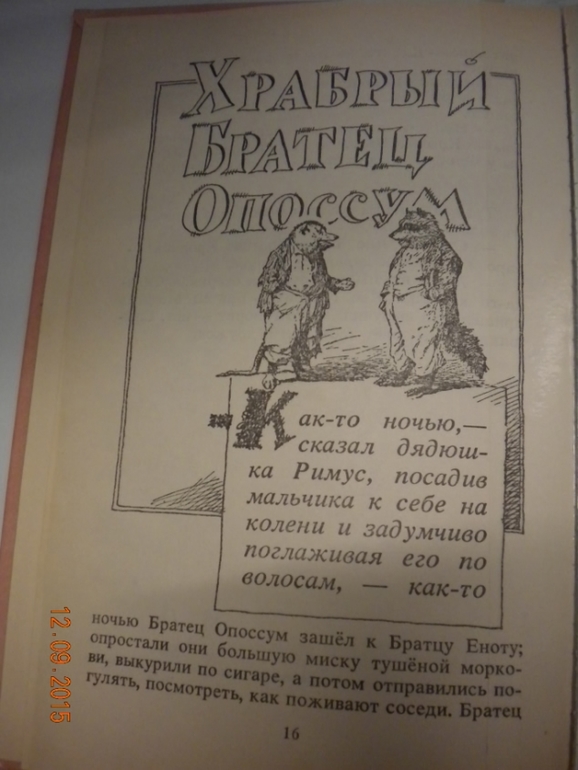 Храбрый
Братец
Опоссум
Как-то ночью,—
сказал дядюш-
ка Римус, посадив
мальчика к себе на
колени и задумчиво
поглаживая его по
волосам, — как-то
ночью Братец Опоссум зашёл к Братцу Еноту;
опростали они большую миску тушёной морко-
ви, выкурили по сигаре, а потом отправились по-
гулять, посмотреть, как поживают соседи. Братец
16
12.09.2015